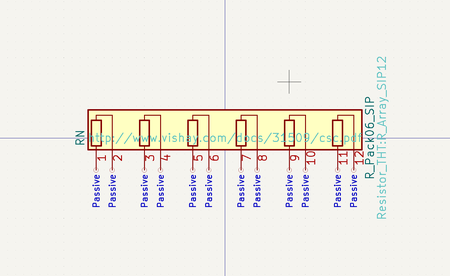 RN
http://www.vishay.com/docs/31509/csc.pdf
R_Pack06_SIP
Resistor_THT:R_Array_SIP12
1 2 3 4 5 6 7 8 9 10 11 12
Passive Passive Passive Passive Passive Passive Passive Passive Passive Passive Passive Passive